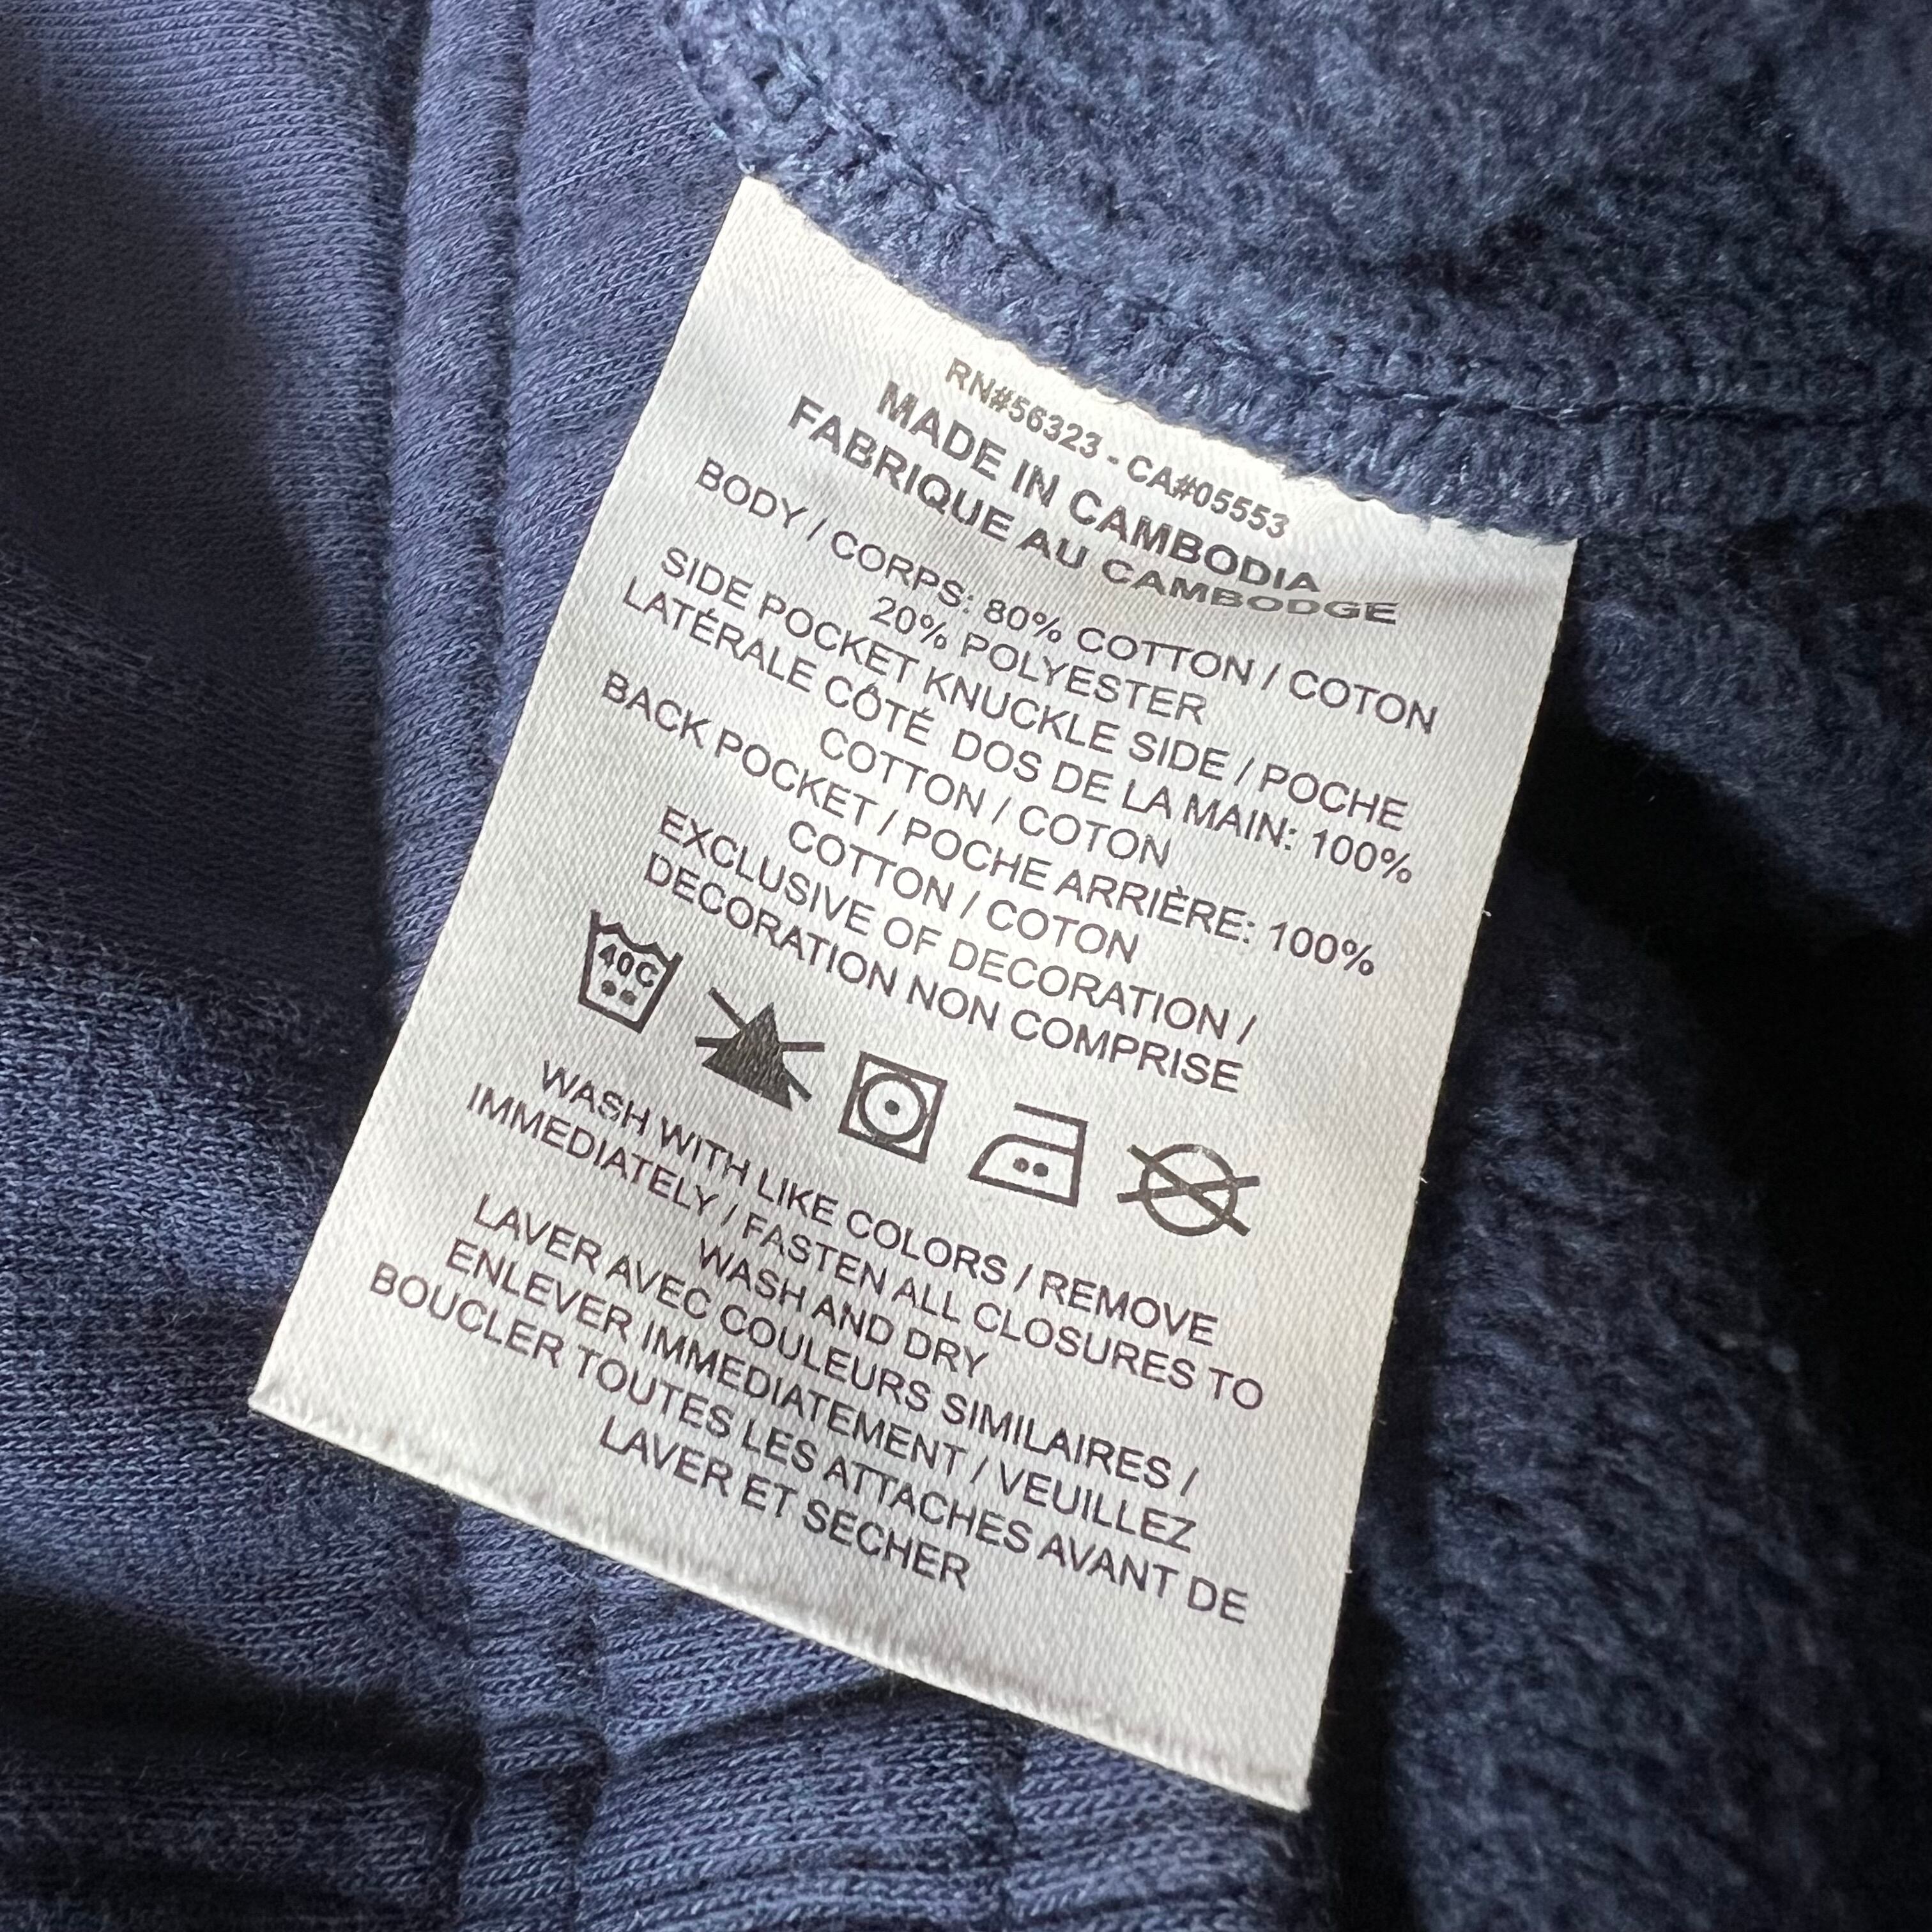 RN#56323 - CA#05553
MADE IN CAMBODIA
FABRIQUE AU CAMBODGE
BODY / CORPS: 80% COTTON / COTON
20% POLYESTER
SIDE POCKET KNUCKLE SIDE / POCHE
LATÉRALE CÔTÉ DOS DE LA MAIN: 100%
COTTON / COTON
BACK POCKET / POCHE ARRIÈRE: 100%
COTTON / COTON
EXCLUSIVE OF DECORATION /
DECORATION NON COMPRISE
40C
WASH WITH LIKE COLORS / REMOVE
IMMEDIATELY / FASTEN ALL CLOSURES TO
WASH AND DRY
LAVER AVEC COULEURS SIMILAIRES /
ENLEVER IMMEDIATEMENT / VEUILLEZ
BOUCLER TOUTES LES ATTACHES AVANT DE
LAVER ET SECHER